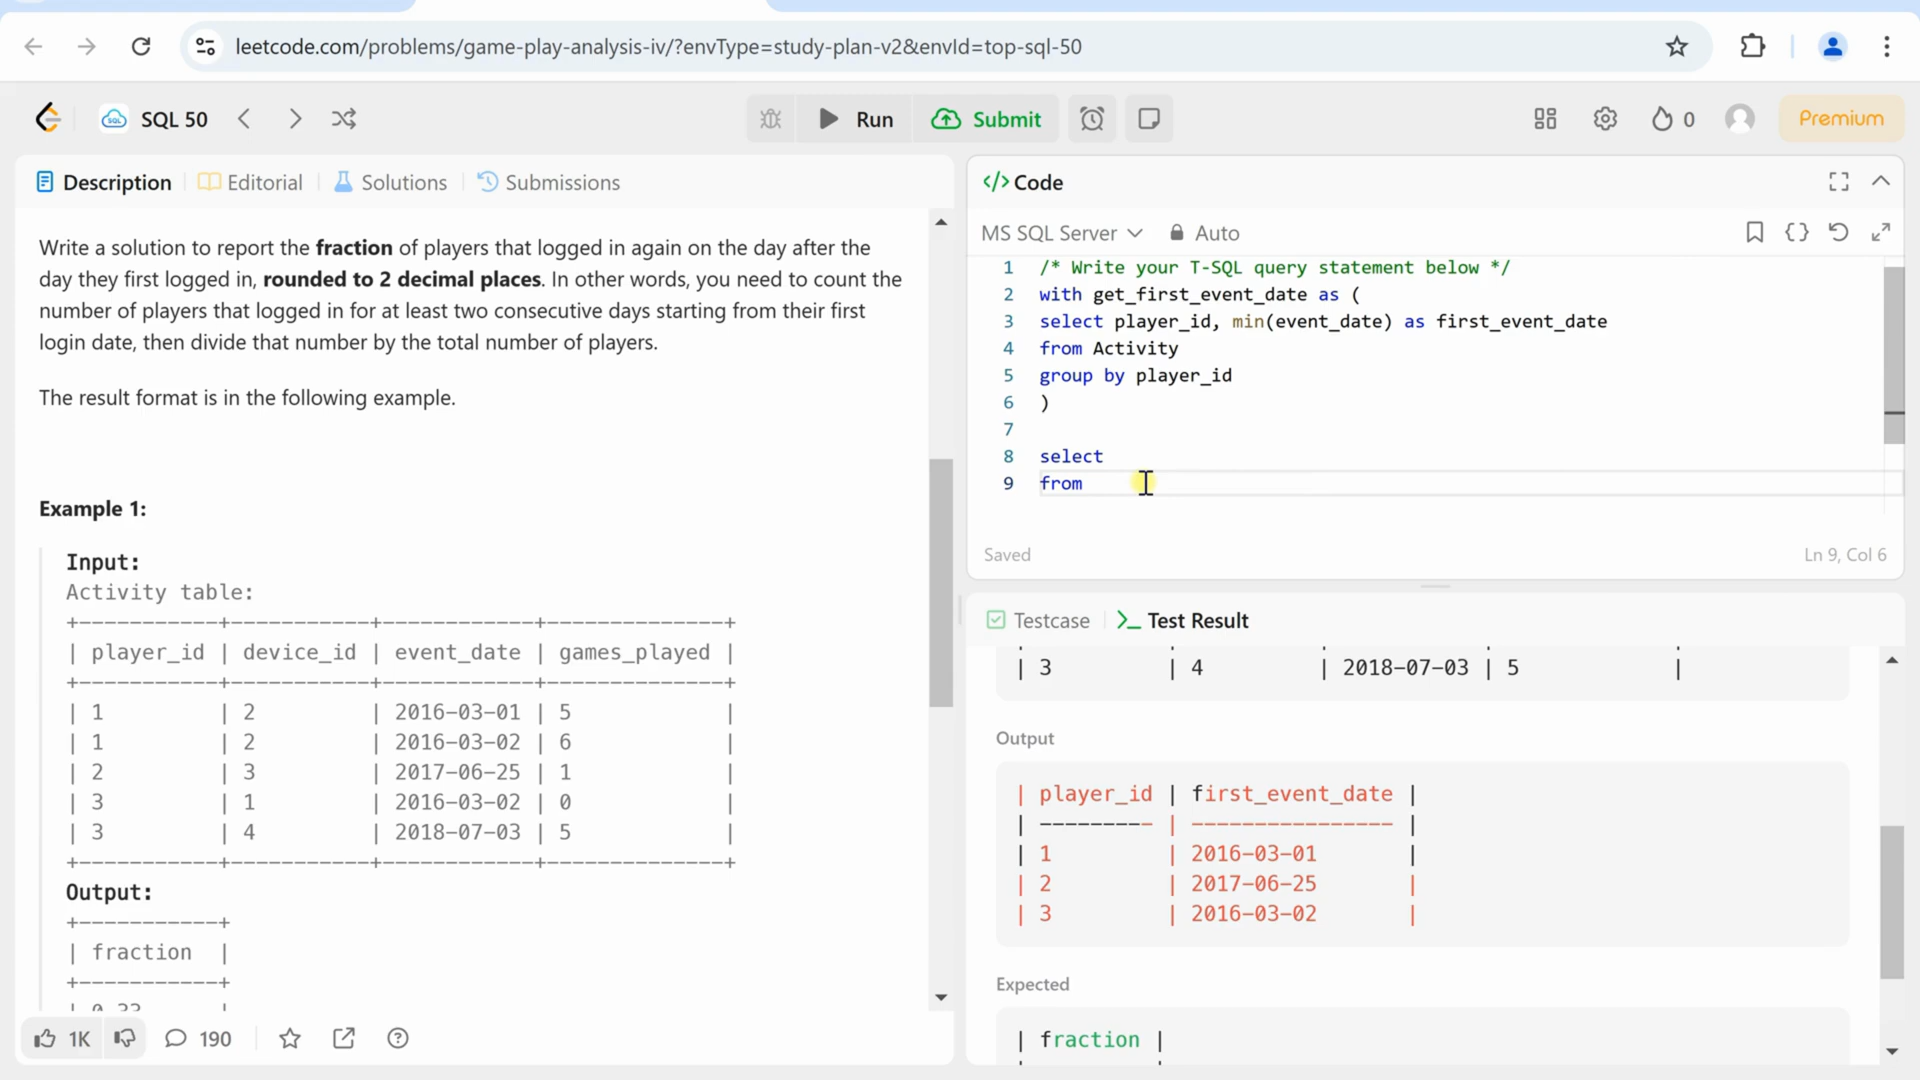 leetcode.com/problems/game-play-analysis-iv/?envType=study-plan-v2&envId=top-sql-50
SQL 50
Run
Submit
0
Premium
Description
Editorial
Solutions
Submissions
Write a solution to report the fraction of players that logged in again on the day after the
day they first logged in, rounded to 2 decimal places. In other words, you need to count the
number of players that logged in for at least two consecutive days starting from their first
login date, then divide that number by the total number of players.
The result format is in the following example.
Example 1:
Input:
Activity table:
+-----------+-----------+------------+--------------+
| player_id | device_id | event_date | games_played |
+-----------+-----------+------------+--------------+
| 1 | 2 | 2016-03-01 | 5 |
| 1 | 2 | 2016-03-02 | 6 |
| 2 | 3 | 2017-06-25 | 1 |
| 3 | 1 | 2016-03-02 | 0 |
| 3 | 4 | 2018-07-03 | 5 |
+-----------+-----------+------------+--------------+
Output:
+-----------+
| fraction |
+-----------+
| 0.33 |
1K
190
</> Code
MS SQL Server
Auto
1 /* Write your T-SQL query statement below */
2 with get_first_event_date as (
3 select player_id, min(event_date) as first_event_date
4 from Activity
5 group by player_id
6 )
7
8 select
9 from
Saved
Ln 9, Col 6
Testcase
Test Result
| 3 | 4 | 2018-07-03 | 5 |
Output
| player_id | first_event_date |
| --------- | ---------------- |
| 1 | 2016-03-01 |
| 2 | 2017-06-25 |
| 3 | 2016-03-02 |
Expected
| fraction |